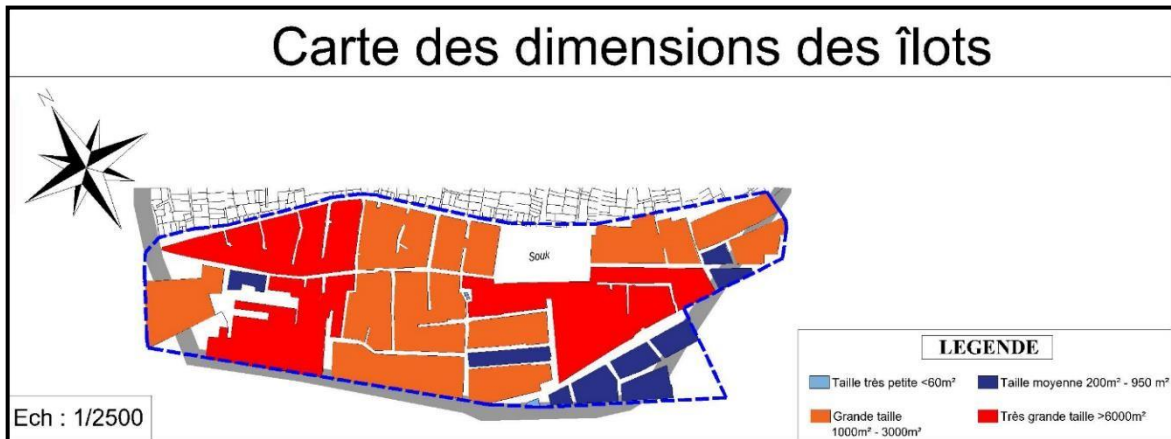 Carte des dimensions des îlots
N
Souk
LEGENDE
Taille très petite <60m²
Taille moyenne 200m² - 950 m²
Grande taille
1000m² - 3000m²
Très grande taille >6000m²
Ech : 1/2500